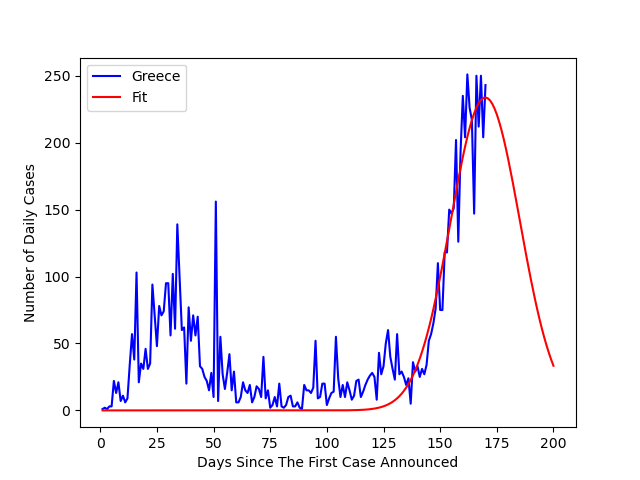 Greece
Fit
250
200
150
100
50
0
Number of Daily Cases
0 25 50 75 100 125 150 175 200
Days Since The First Case Announced